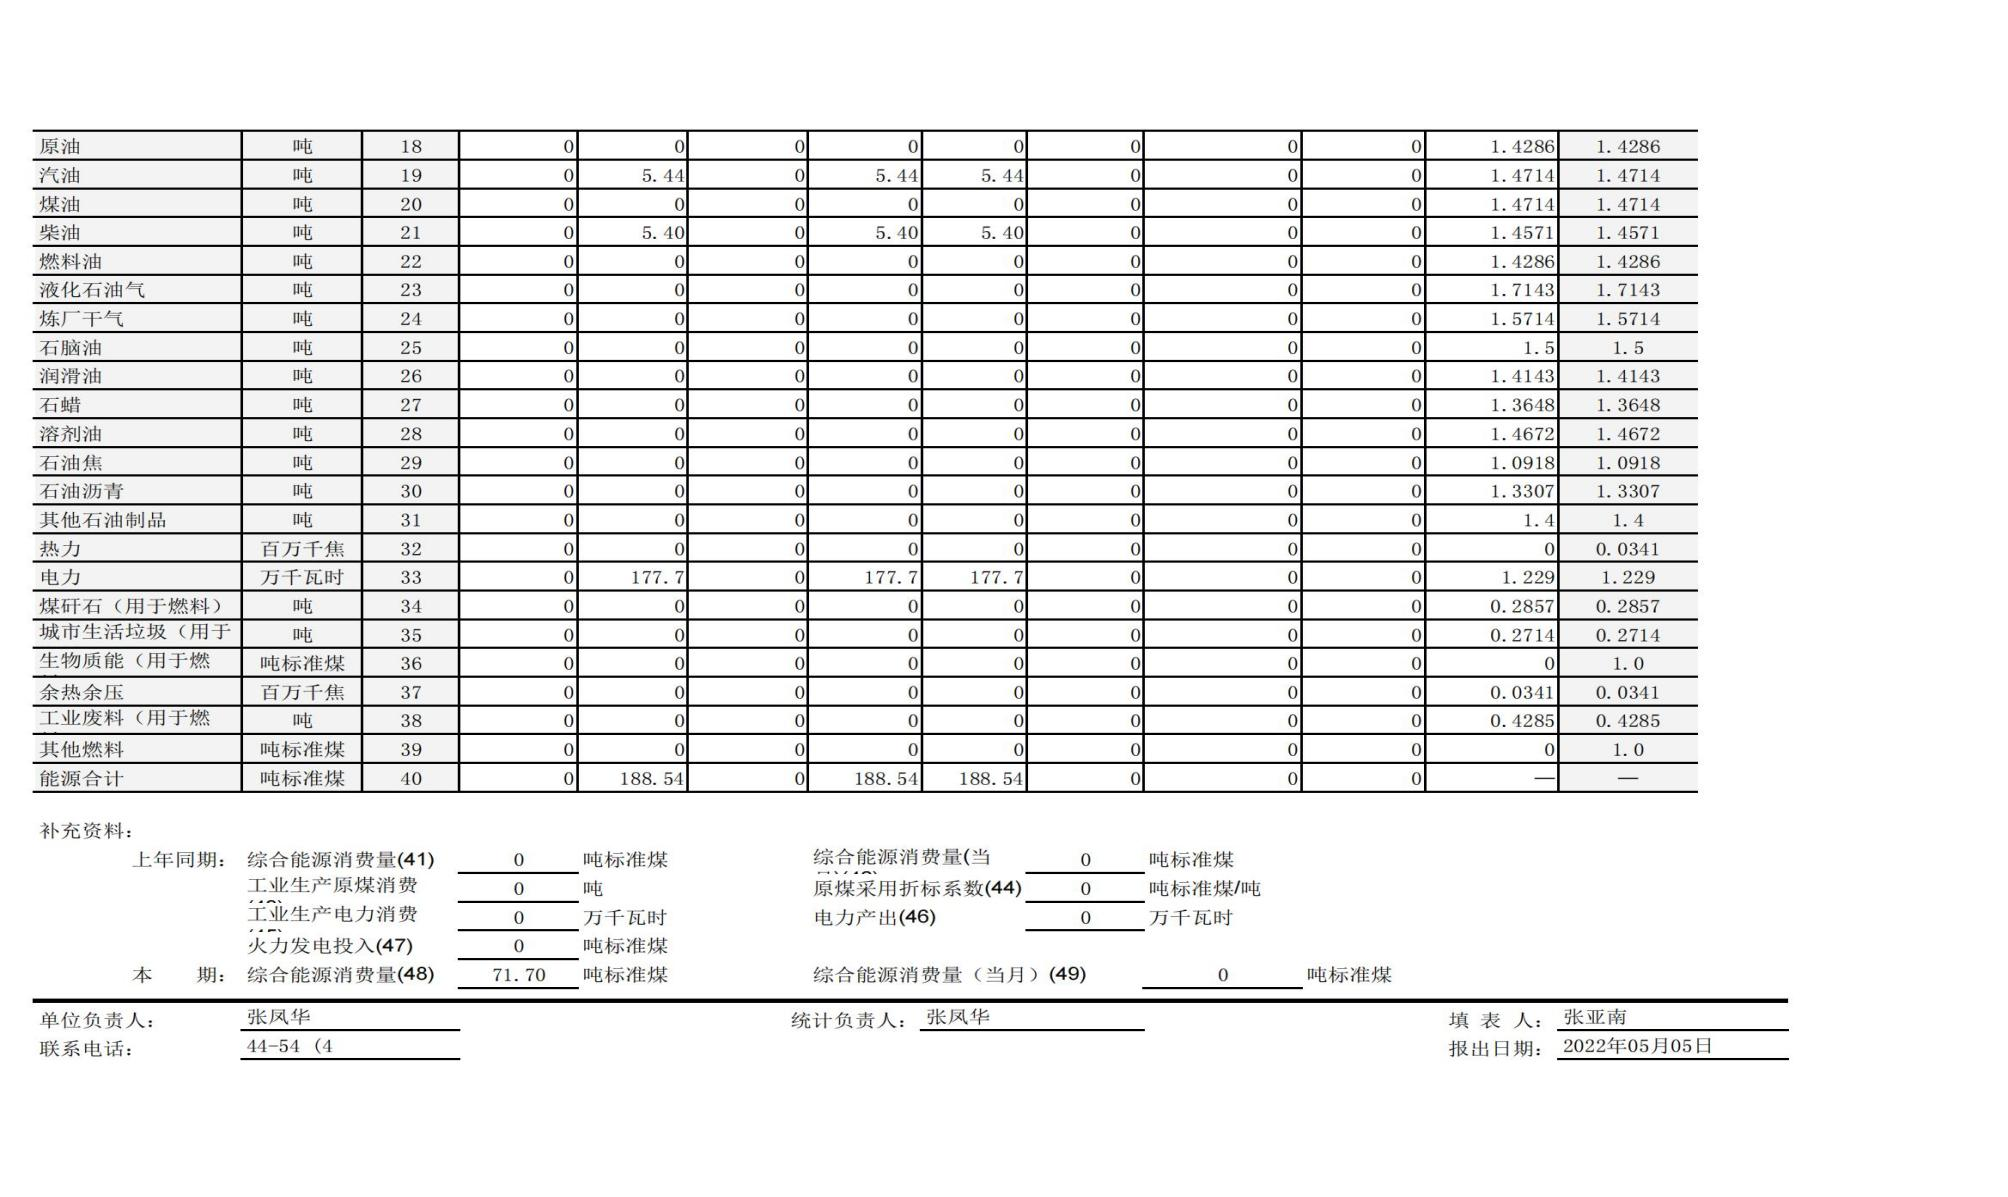 原油 吨 18 0 0 0 0 0 0 0 0 1.4286 1.4286
汽油 吨 19 0 5.44 0 5.44 5.44 0 0 0 1.4714 1.4714
煤油 吨 20 0 0 0 0 0 0 0 0 1.4714 1.4714
柴油 吨 21 0 5.40 0 5.40 5.40 0 0 0 1.4571 1.4571
燃料油 吨 22 0 0 0 0 0 0 0 0 1.4286 1.4286
液化石油气 吨 23 0 0 0 0 0 0 0 0 1.7143 1.7143
炼厂干气 吨 24 0 0 0 0 0 0 0 0 1.5714 1.5714
石脑油 吨 25 0 0 0 0 0 0 0 0 1.5 1.5
润滑油 吨 26 0 0 0 0 0 0 0 0 1.4143 1.4143
石蜡 吨 27 0 0 0 0 0 0 0 0 1.3648 1.3648
溶剂油 吨 28 0 0 0 0 0 0 0 0 1.4672 1.4672
石油焦 吨 29 0 0 0 0 0 0 0 0 1.0918 1.0918
石油沥青 吨 30 0 0 0 0 0 0 0 0 1.3307 1.3307
其他石油制品 吨 31 0 0 0 0 0 0 0 0 1.4 1.4
热力 百万千焦 32 0 0 0 0 0 0 0 0 0 0.0341
电力 万千瓦时 33 0 177.7 0 177.7 177.7 0 0 0 1.229 1.229
煤矸石（用于燃料） 吨 34 0 0 0 0 0 0 0 0 0.2857 0.2857
城市生活垃圾（用于 吨 35 0 0 0 0 0 0 0 0 0.2714 0.2714
生物质能（用于燃 吨标准煤 36 0 0 0 0 0 0 0 0 0 1.0
余热余压 百万千焦 37 0 0 0 0 0 0 0 0 0.0341 0.0341
工业废料（用于燃 吨 38 0 0 0 0 0 0 0 0 0.4285 0.4285
其他燃料 吨标准煤 39 0 0 0 0 0 0 0 0 0 1.0
能源合计 吨标准煤 40 0 188.54 0 188.54 188.54 0 0 0 — —
补充资料：
上年同期： 综合能源消费量(41) 0 吨标准煤 综合能源消费量(当 0 吨标准煤
工业生产原煤消费 0 吨 原煤采用折标系数(44) 0 吨标准煤/吨
工业生产电力消费 0 万千瓦时 电力产出(46) 0 万千瓦时
火力发电投入(47) 0 吨标准煤
本 期： 综合能源消费量(48) 71.70 吨标准煤 综合能源消费量（当月）(49) 0 吨标准煤
单位负责人： 张凤华 统计负责人： 张凤华 填 表 人： 张亚南
联系电话： 44-54（4 报出日期： 2022年05月05日